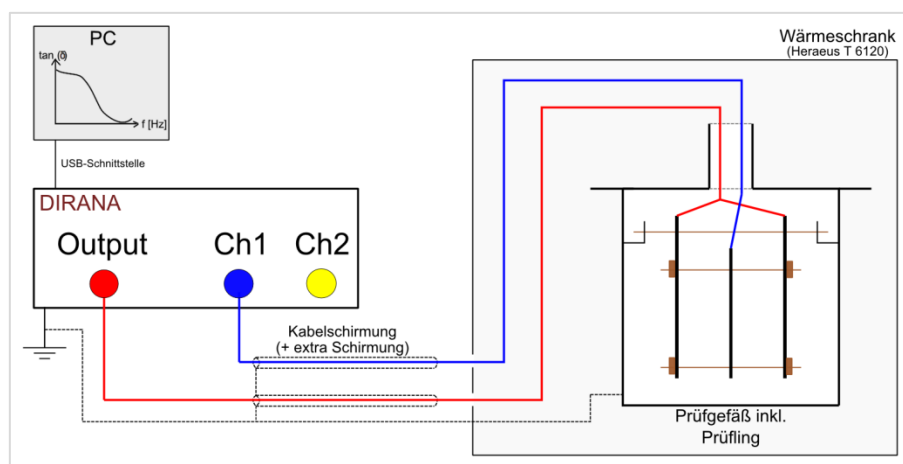 PC
tan (δ)
f [Hz]
USB-Schnittstelle
DIRANA
Output
Ch1
Ch2
Kabelschirmung
(+ extra Schirmung)
Wärmeschrank
(Heraeus T 6120)
Prüfgefäß inkl.
Prüfling